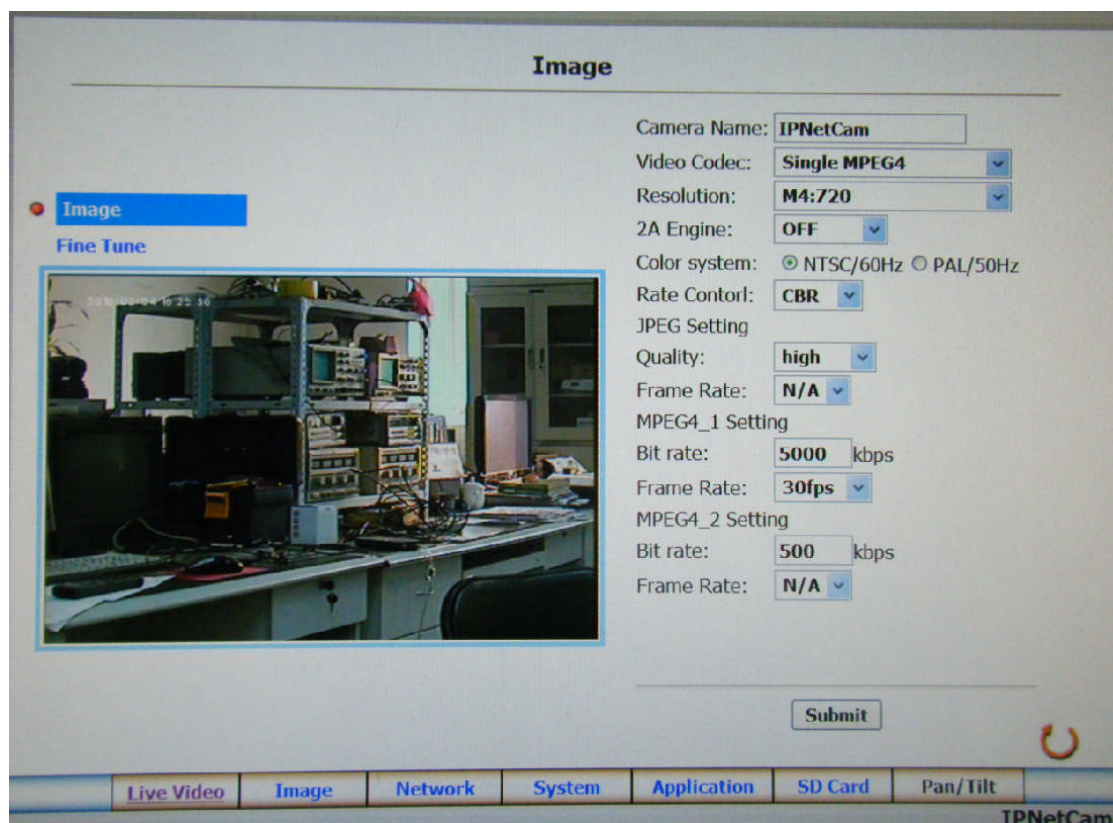 Image
Camera Name: IPNetCam
Video Codec: Single MPEG4
Resolution: M4:720
2A Engine: OFF
Color system: NTSC/60Hz PAL/50Hz
Rate Contorl: CBR
JPEG Setting
Quality: high
Frame Rate: N/A
MPEG4_1 Setting
Bit rate: 5000 kbps
Frame Rate: 30fps
MPEG4_2 Setting
Bit rate: 500 kbps
Frame Rate: N/A
Submit
Image
Fine Tune
Live Video Image Network System Application SD Card Pan/Tilt
IPNetCam